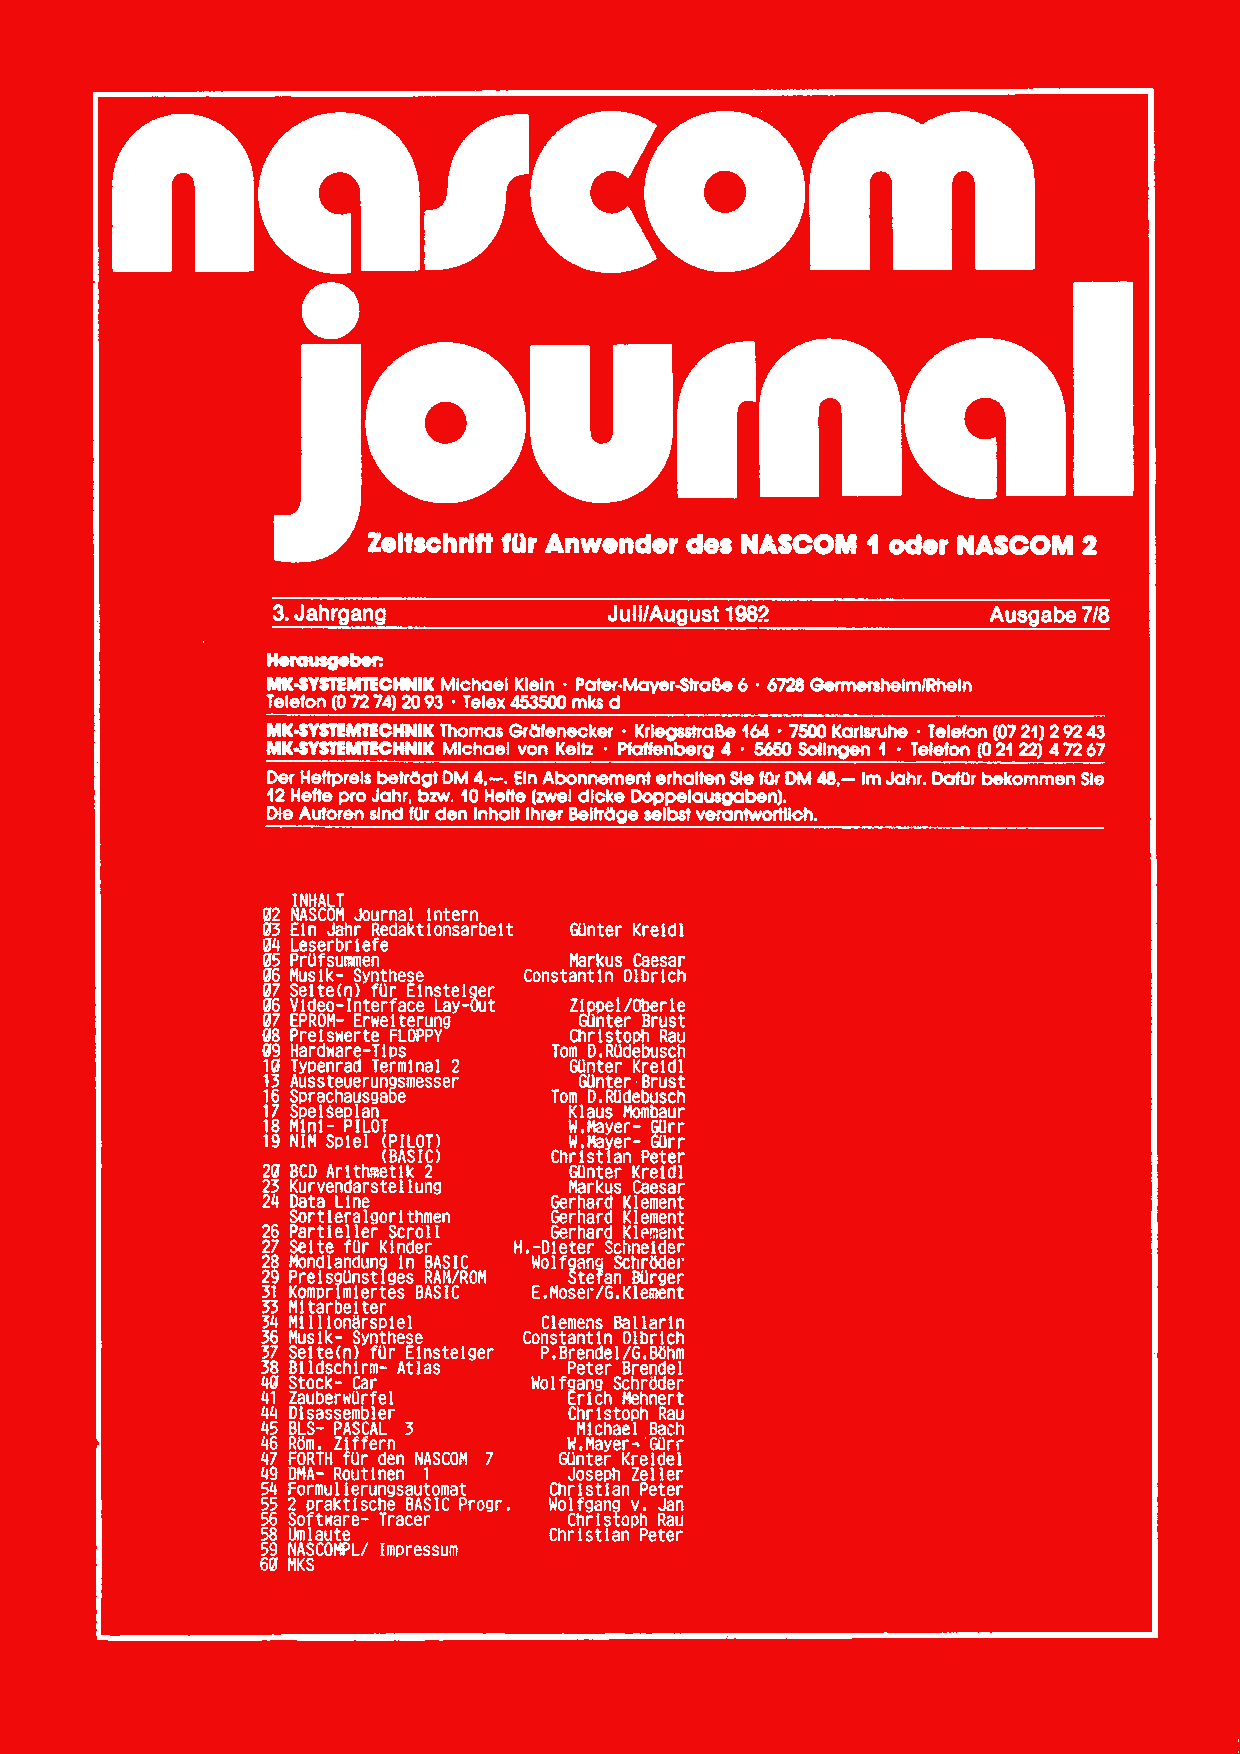 nascom
journal
Zeitschrift für Anwender des NASCOM 1 oder NASCOM 2
3. Jahrgang Juli/August 1982 Ausgabe 7/8
Herausgeber:
MK-SYSTEMTECHNIK Michael Klein · Pater-Mayer-Straße 6 · 6728 Germersheim/Rhein
Telefon (0 72 74) 20 93 · Telex 453500 mks d
MK-SYSTEMTECHNIK Thomas Gräfenecker · Kriegsstraße 164 · 7500 Karlsruhe · Telefon (07 21) 2 92 43
MK-SYSTEMTECHNIK Michael von Keitz · Pfaffenberg 4 · 5650 Solingen 1 · Telefon (0 21 22) 4 72 67
Der Heftpreis beträgt DM 4,—. Ein Abonnement erhalten Sie für DM 48,— im Jahr. Dafür bekommen Sie
12 Hefte pro Jahr, bzw. 10 Hefte (zwei dicke Doppelausgaben).
Die Autoren sind für den Inhalt ihrer Beiträge selbst verantwortlich.
INHALT
02 NASCOM Journal intern
03 Ein Jahr Redaktionsarbeit Günter Kreidl
04 Leserbriefe
05 Prüfsummen Markus Caesar
06 Musik- Synthese Constantin Olbrich
07 Seite(n) für Einsteiger
06 Video-Interface Lay-Out Zippel/Oberle
07 EPROM- Erweiterung Günter Brust
08 Preiswerte FLOPPY Christoph Rau
09 Hardware-Tips Tom D.Rüdebusch
10 Typenrad Terminal 2 Günter Kreidl
13 Aussteuerungsmesser Günter Brust
16 Sprachausgabe Tom D.Rüdebusch
17 Speiseplan Klaus Mombaur
18 Mini- PILOT W.Mayer- Gürr
19 NIM Spiel (PILOT) W.Mayer- Gürr
(BASIC) Christian Peter
20 BCD Arithmetik 2 Günter Kreidl
23 Kurvendarstellung Markus Caesar
24 Data Line Gerhard Klement
Sortieralgorithmen Gerhard Klement
26 Partieller Scroll Gerhard Klement
27 Seite für Kinder H.-Dieter Schneider
28 Mondlandung in BASIC Wolfgang Schröder
29 Preisgünstiges RAM/ROM Stefan Bürger
31 Komprimiertes BASIC E.Moser/G.Klement
33 Mitarbeiter
34 Millionärspiel Clemens Ballarin
36 Musik- Synthese Constantin Olbrich
37 Seite(n) für Einsteiger P.Brendel/G.Böhm
38 Bildschirm- Atlas Peter Brendel
40 Stock- Car Wolfgang Schröder
41 Zauberwürfel Erich Mehnert
44 Disassembler Christoph Rau
45 BLS- PASCAL 3 Michael Bach
46 Röm. Ziffern W.Mayer- Gürr
47 FORTH für den NASCOM 7 Günter Kreidel
49 DMA- Routinen 1 Joseph Zeller
54 Formulierungsautomat Christian Peter
55 2 praktische BASIC Progr. Wolfgang v. Jan
56 Software- Tracer Christoph Rau
58 Umlaute Christian Peter
59 NASCOMPL/ Impressum
60 MKS